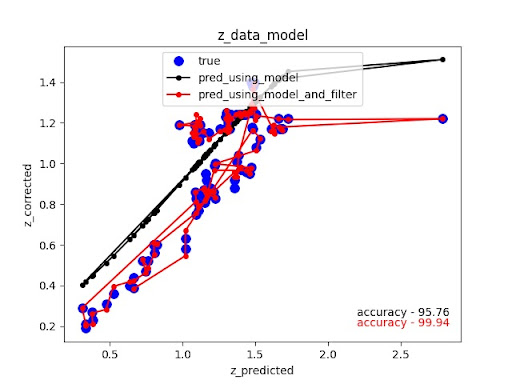 z_data_model
true
pred_using_model
pred_using_model_and_filter
z_corrected
1.4
1.2
1.0
0.8
0.6
0.4
0.2
accuracy - 95.76
accuracy - 99.94
0.5 1.0 1.5 2.0 2.5
z_predicted